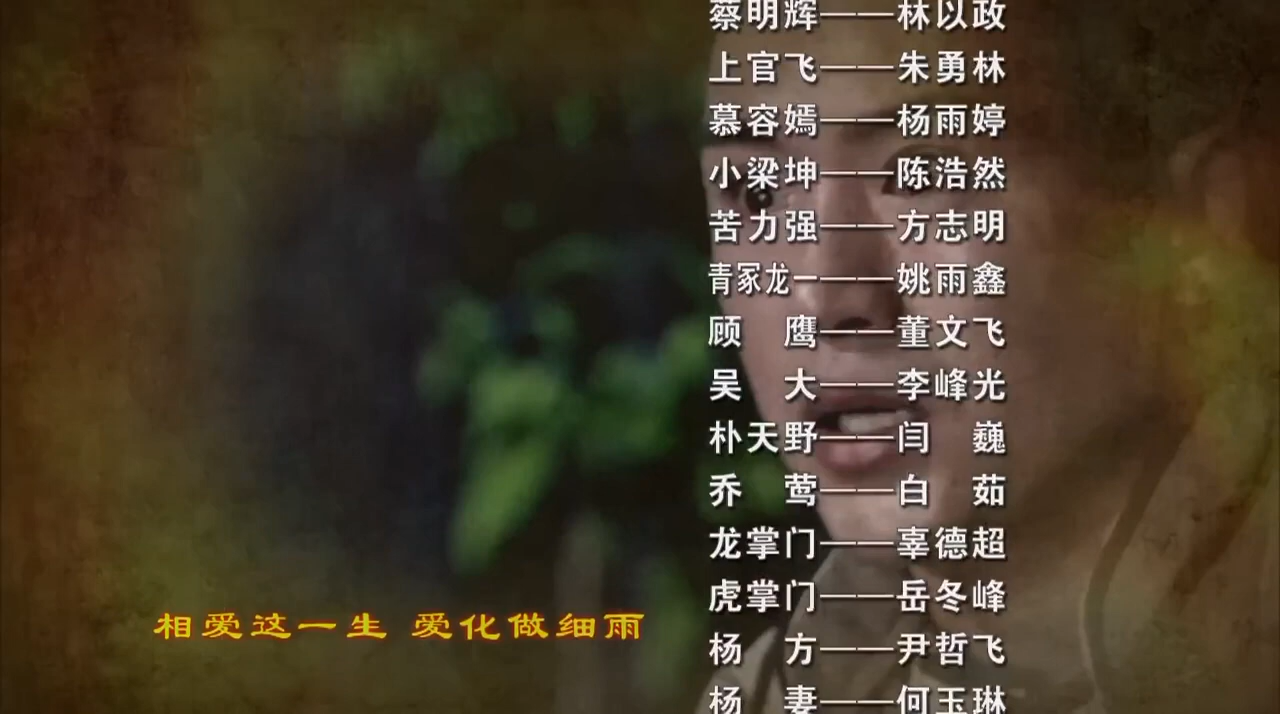 蔡明辉——林以政
上官飞——朱勇林
慕容嫣——杨雨婷
小梁坤——陈浩然
苦力强——方志明
青冢龙一——姚雨鑫
顾　鹰——董文飞
吴　大——李峰光
朴天野——闫　巍
乔　莺——白　茹
龙掌门——辜德超
虎掌门——岳冬峰
相爱这一生 爱化做细雨
杨　方——尹哲飞
杨　妻——何玉琳